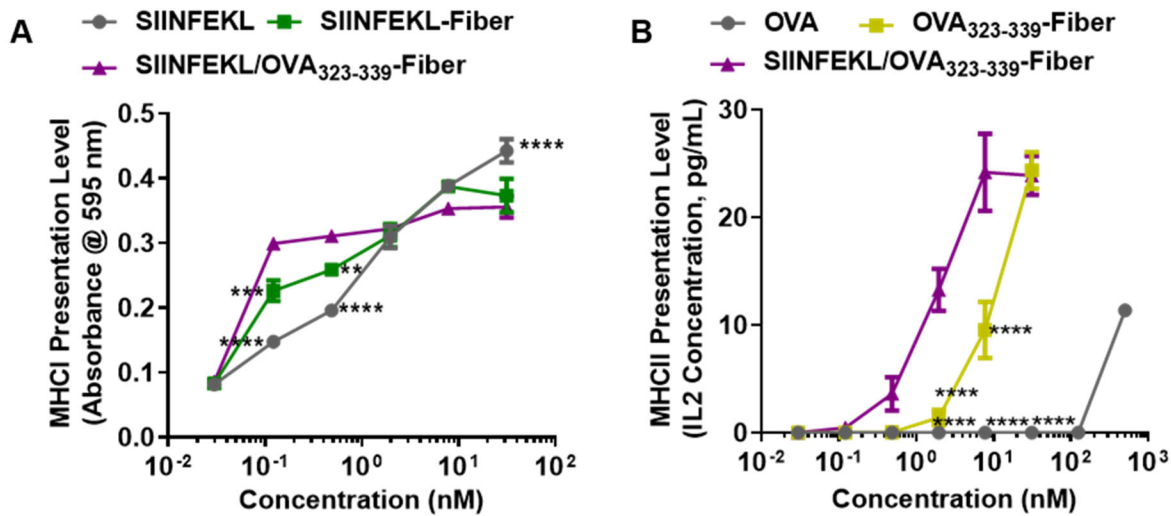 A
SIINFEKL
SIINFEKL-Fiber
SIINFEKL/OVA323-339-Fiber
MHCI Presentation Level
(Absorbance @ 595 nm)
0.5
0.4
0.3
0.2
0.1
0.0
****
***
**
****
****
10-2
10-1
100
101
102
Concentration (nM)
B
OVA
OVA323-339-Fiber
SIINFEKL/OVA323-339-Fiber
MHCII Presentation Level
(IL2 Concentration, pg/mL)
30
20
10
0
****
****
****
****
****
10-2
100
101
102
103
Concentration (nM)